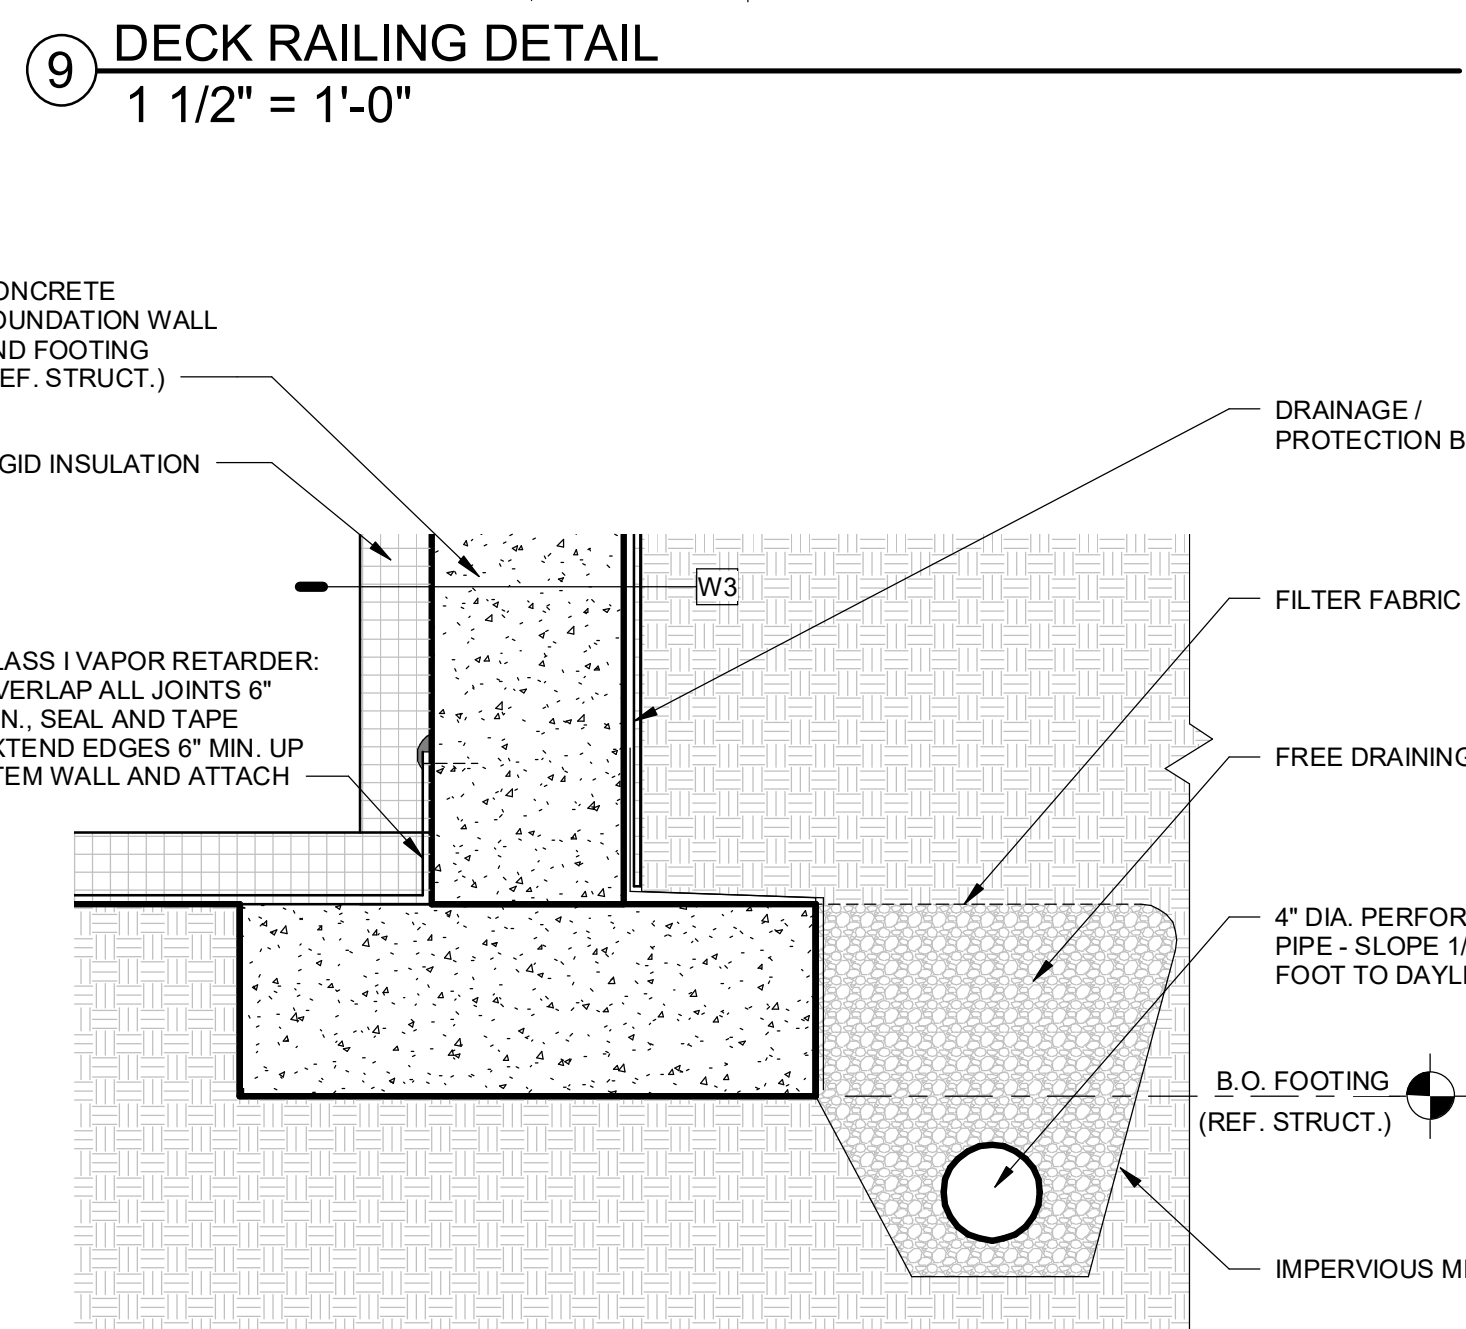 9
DECK RAILING DETAIL
1 1/2" = 1'-0"
ONCRETE
OUNDATION WALL
ND FOOTING
EF. STRUCT.)
GID INSULATION
W3
LASS I VAPOR RETARDER:
VERLAP ALL JOINTS 6"
N., SEAL AND TAPE
XTEND EDGES 6" MIN. UP
TEM WALL AND ATTACH
DRAINAGE /
PROTECTION B
FILTER FABRIC
FREE DRAINING
4" DIA. PERFOR
PIPE - SLOPE 1/
FOOT TO DAYLI
B.O. FOOTING
(REF. STRUCT.)
IMPERVIOUS ME